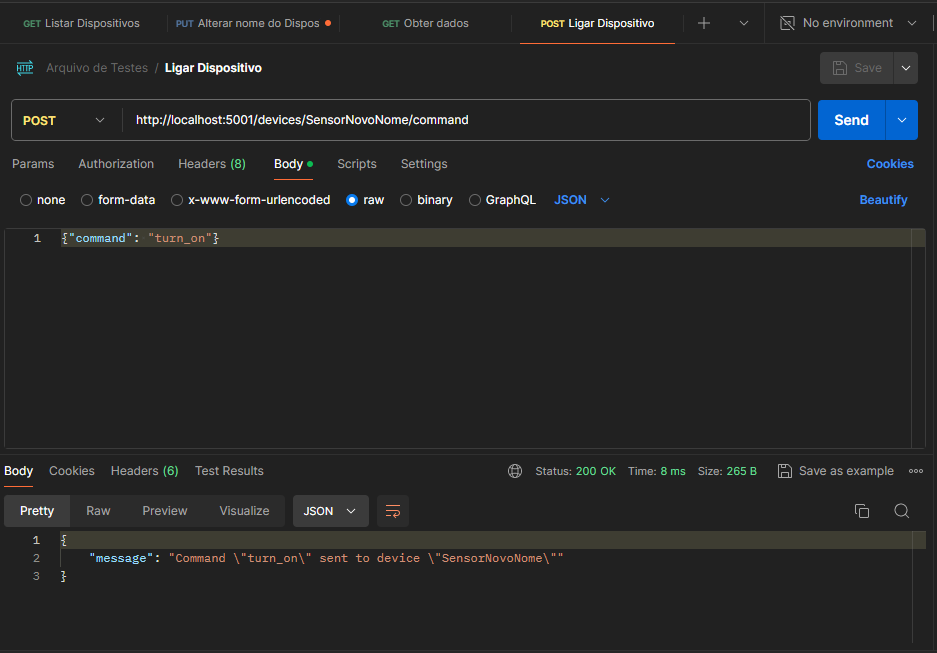 GET Listar Dispositivos PUT Alterar nome do Dispos GET Obter dados POST Ligar Dispositivo No environment
HTTP Arquivo de Testes / Ligar Dispositivo Save
POST http://localhost:5001/devices/SensorNovoNome/command Send
Params Authorization Headers (8) Body Scripts Settings Cookies
none form-data x-www-form-urlencoded raw binary GraphQL JSON Beautify
1 {"command": "turn_on"}
Body Cookies Headers (6) Test Results Status: 200 OK Time: 8 ms Size: 265 B Save as example
Pretty Raw Preview Visualize JSON
1 {
2 "message": "Command \"turn_on\" sent to device \"SensorNovoNome\""
3 }